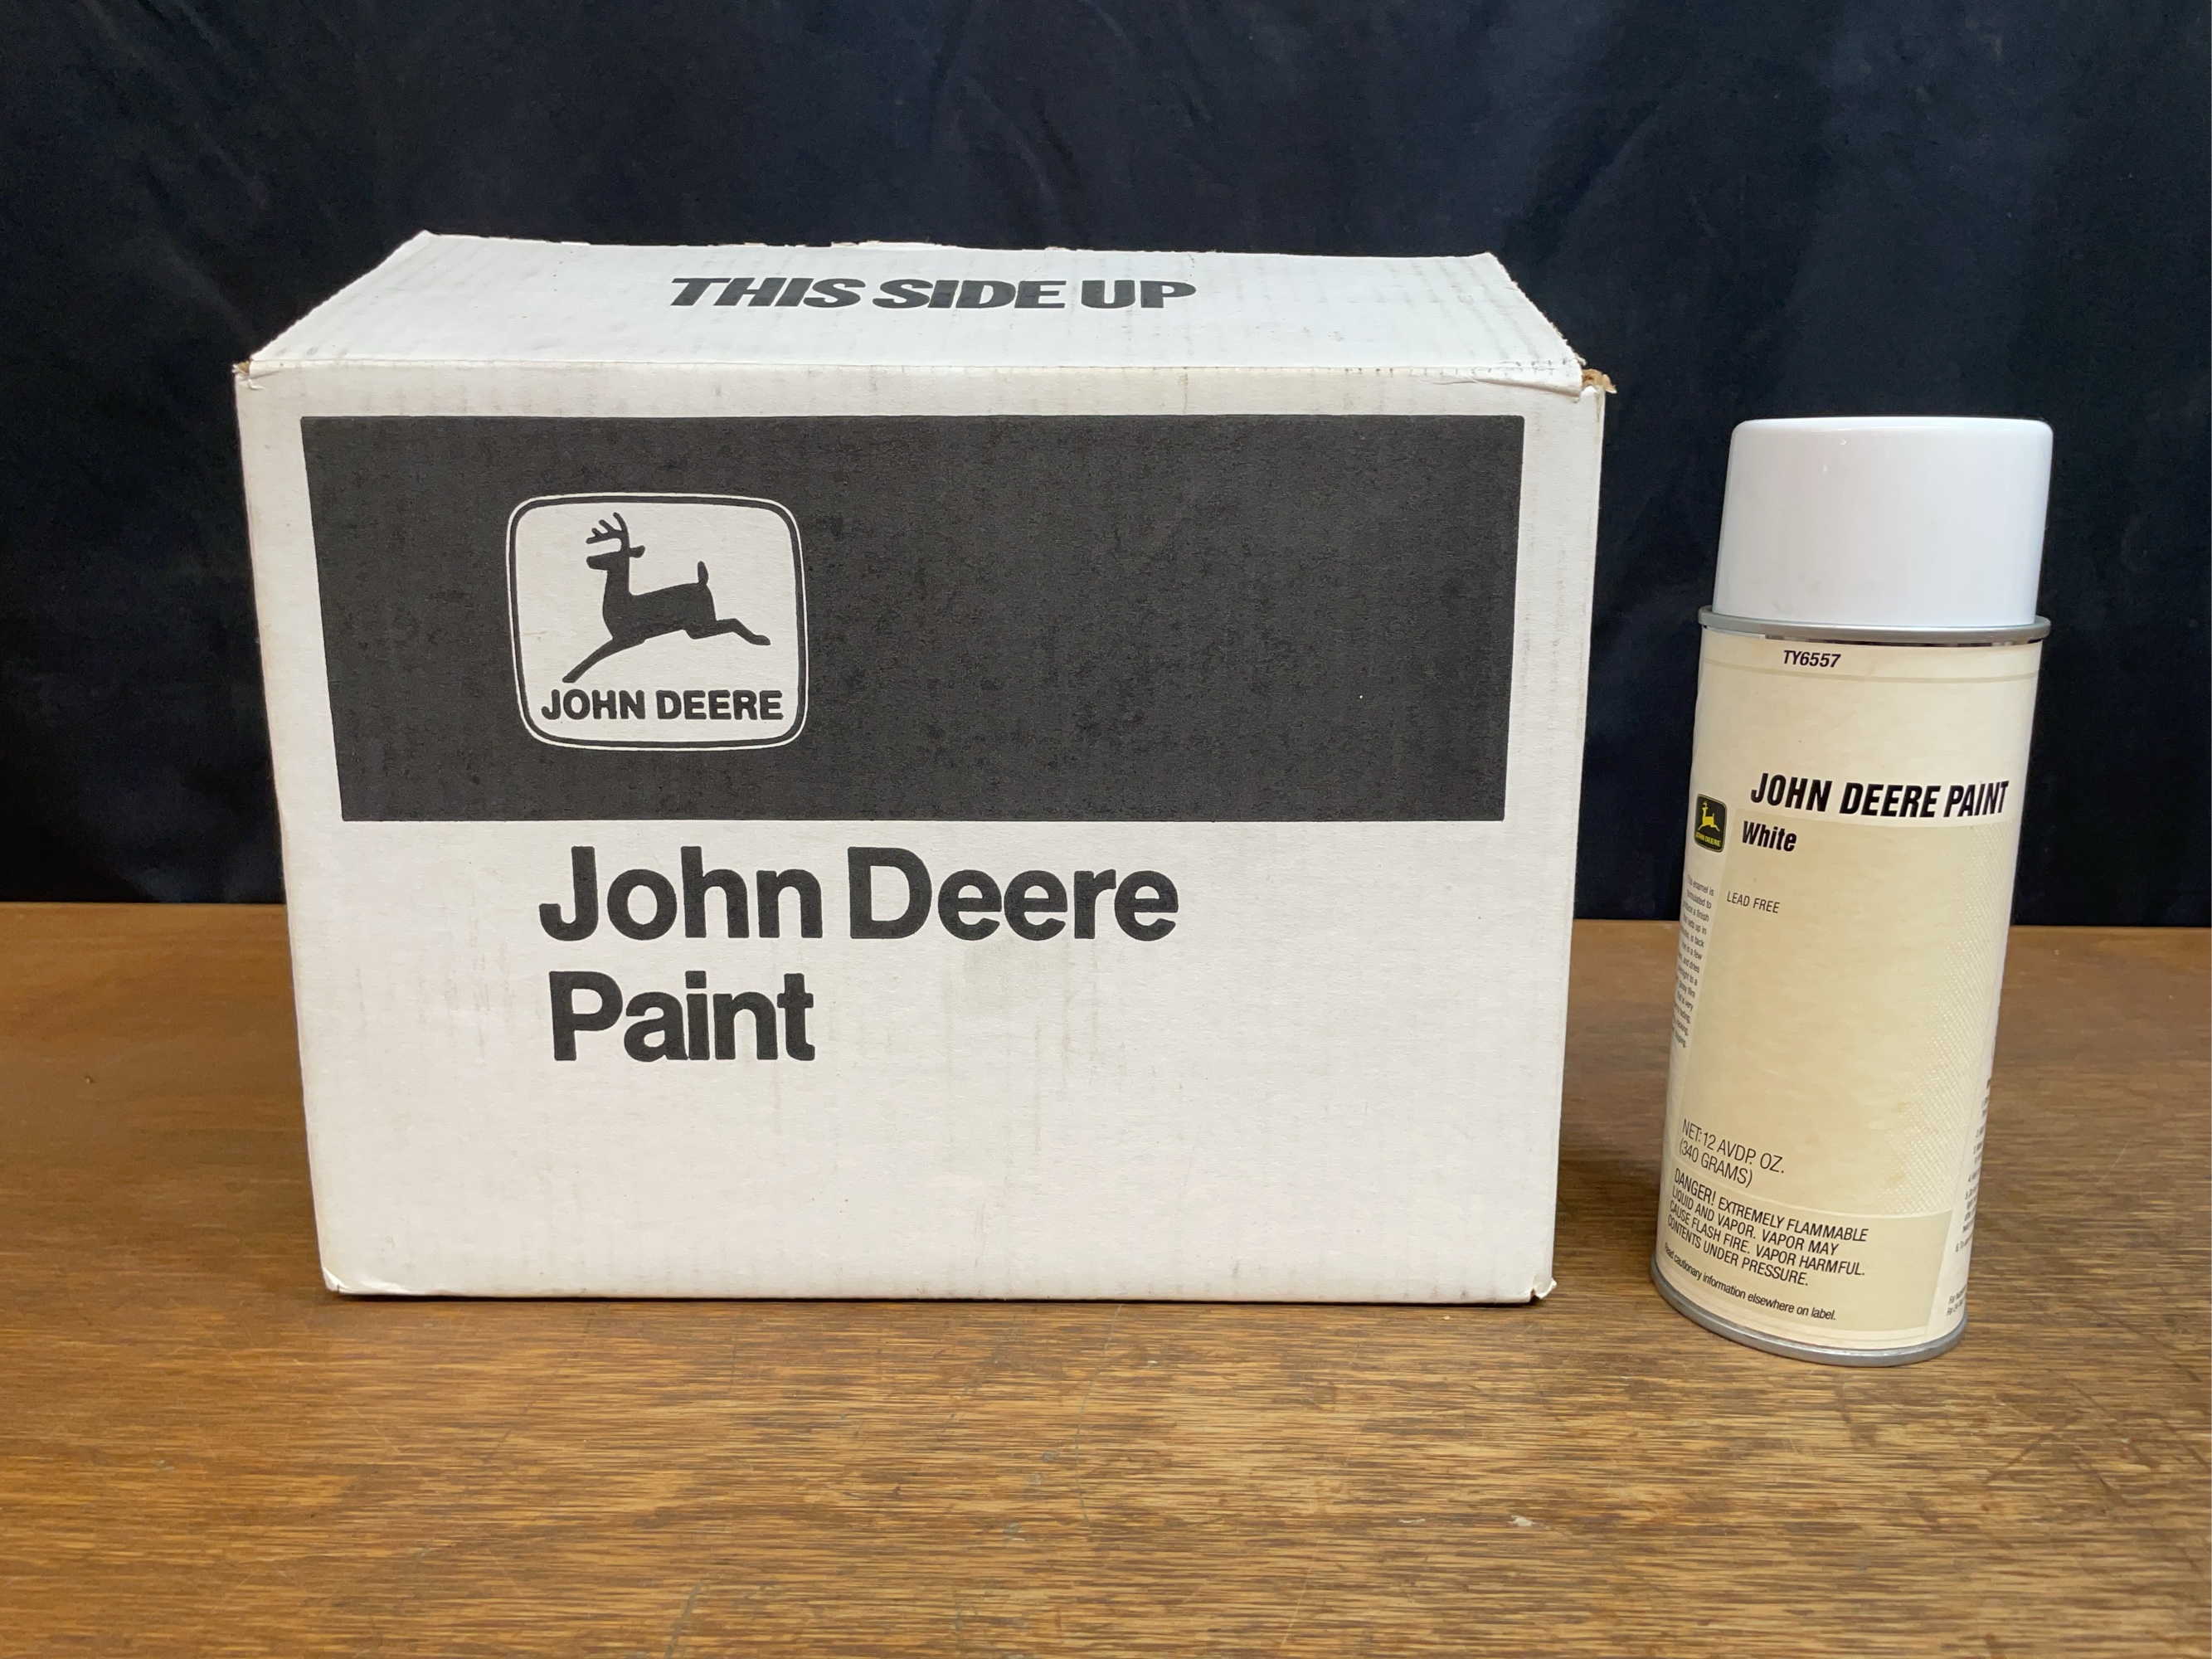 THIS SIDE UP
JOHN DEERE
John Deere
Paint
TY6557
JOHN DEERE PAINT
JOHN DEERE
White
LEAD FREE
NET: 12 AVDP. OZ.
(340 GRAMS)
DANGER! EXTREMELY FLAMMABLE
LIQUID AND VAPOR. VAPOR MAY
CAUSE FLASH FIRE. VAPOR HARMFUL.
CONTENTS UNDER PRESSURE.
Read cautionary information elsewhere on label.